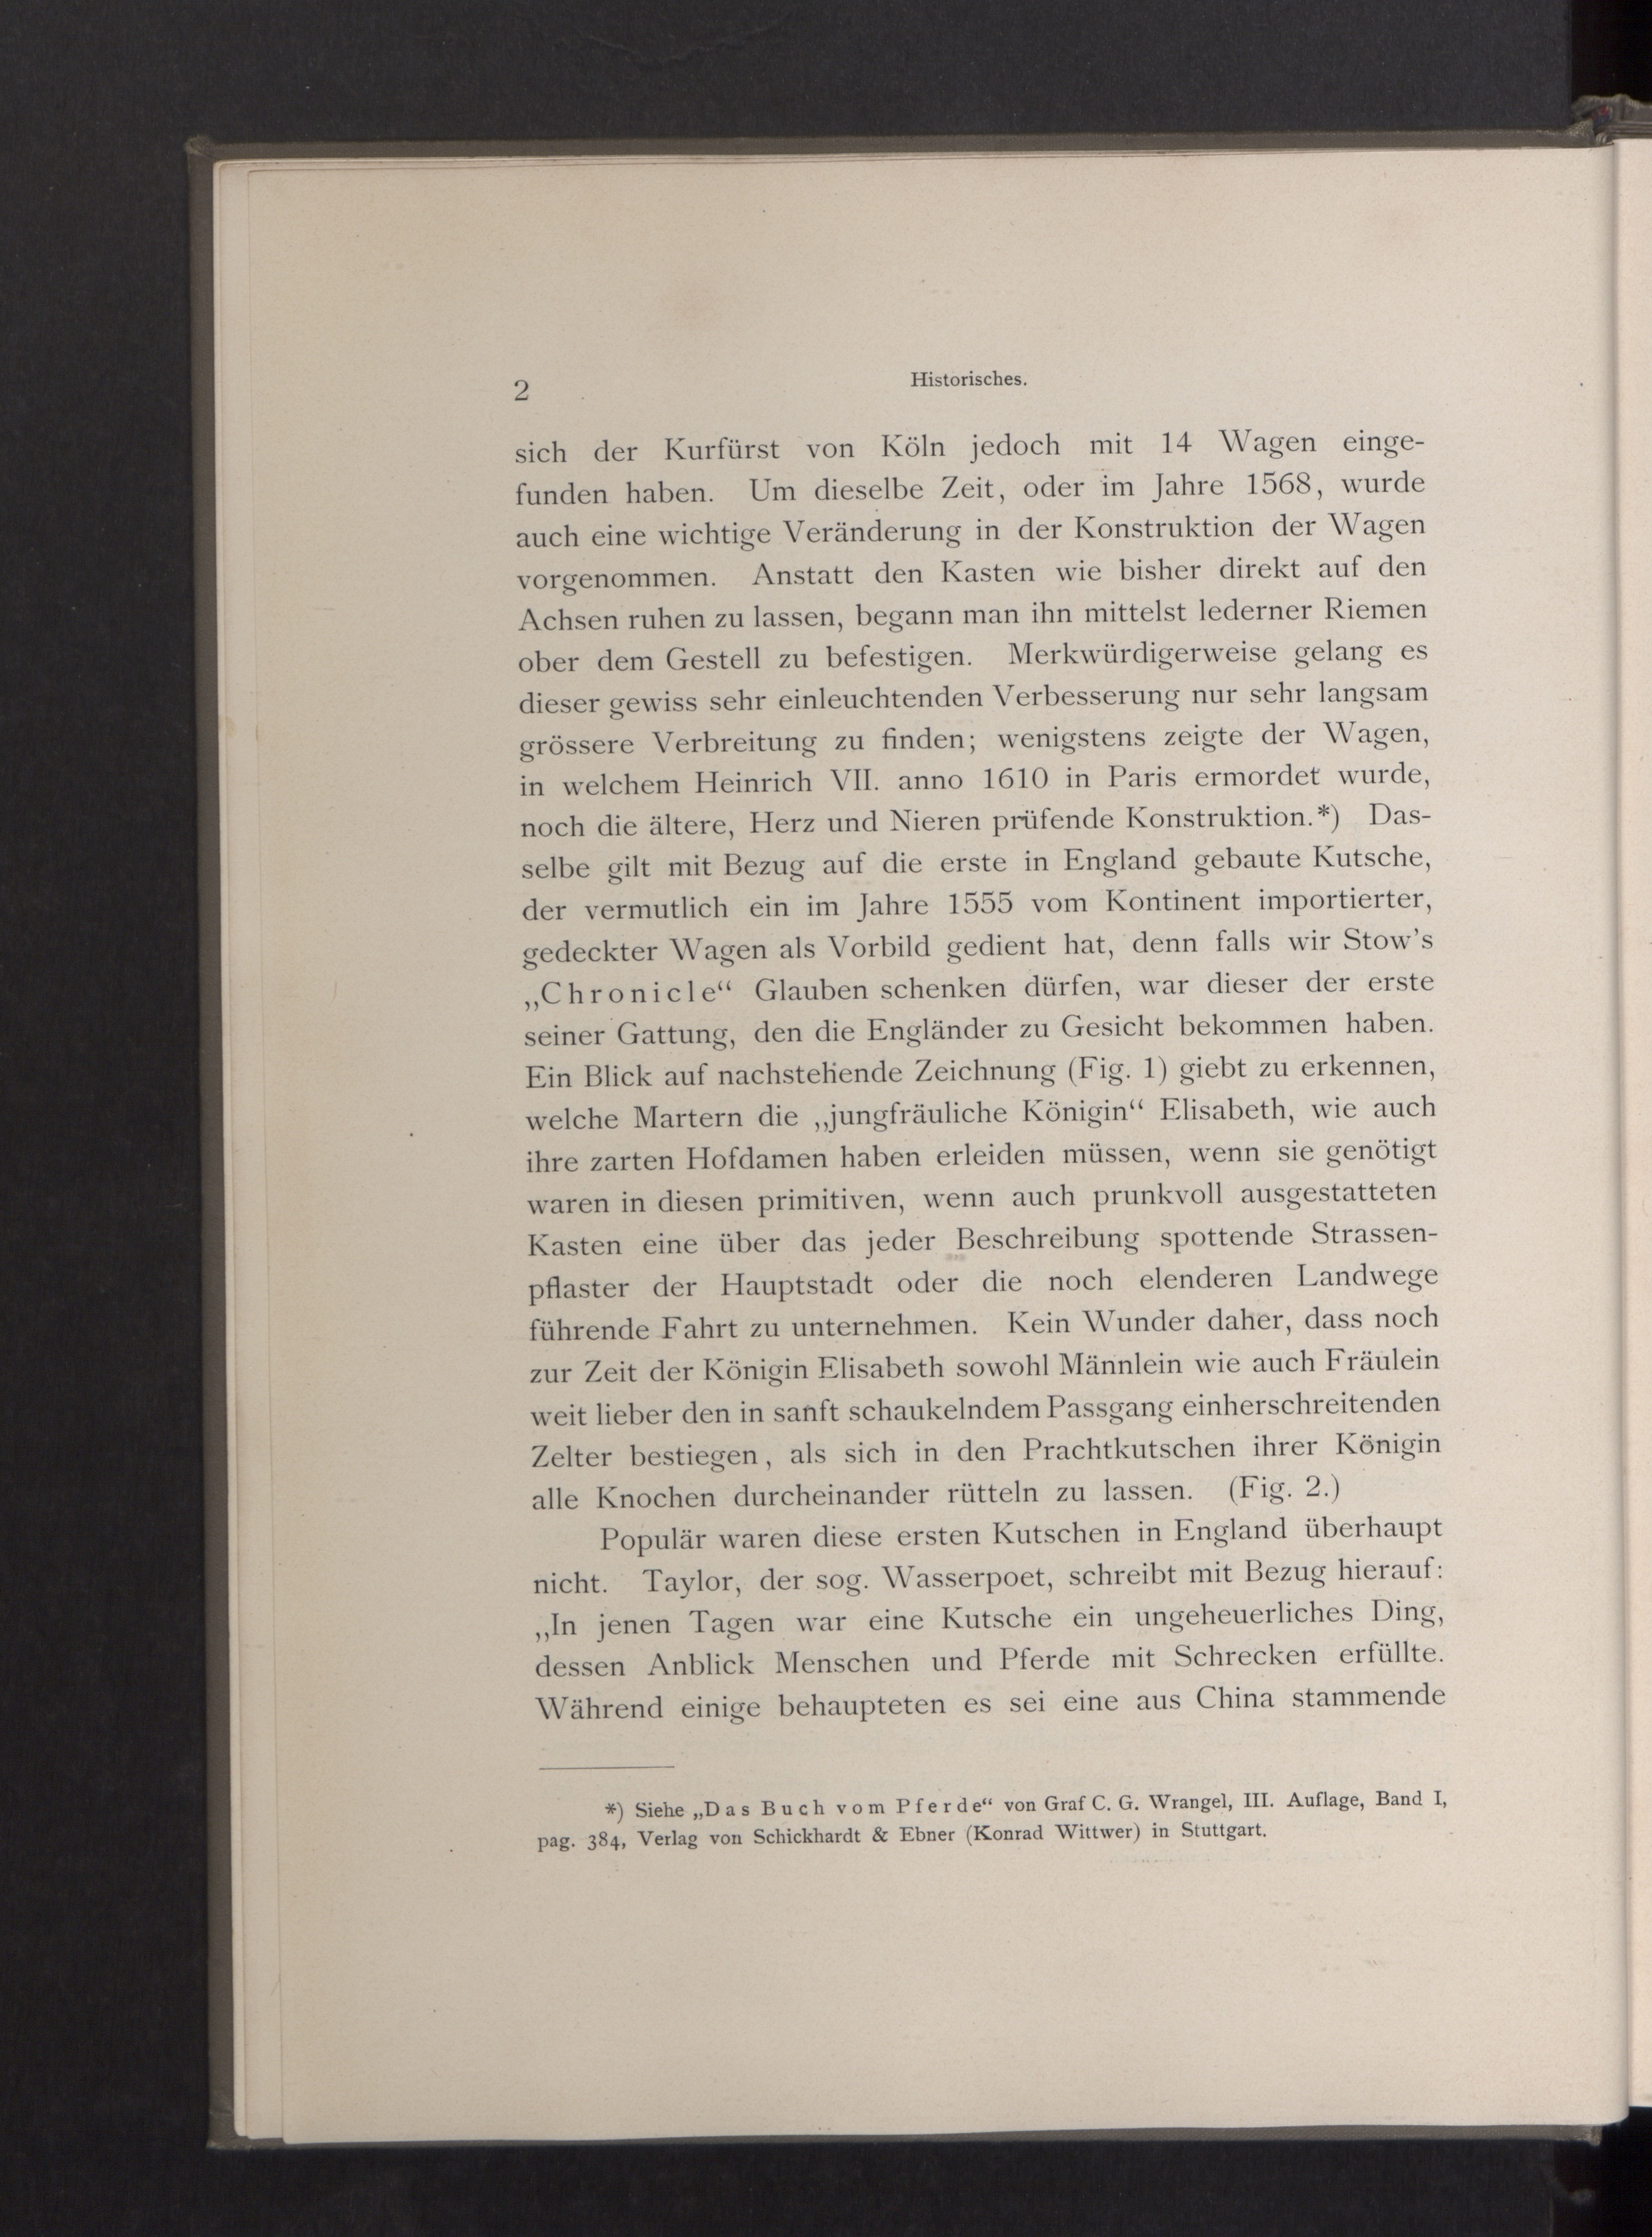 2
Historisches.
sich der Kurfürst von Köln jedoch mit 14 Wagen einge-
funden haben. Um dieselbe Zeit, oder im Jahre 1568, wurde
auch eine wichtige Veränderung in der Konstruktion der Wagen
vorgenommen. Anstatt den Kasten wie bisher direkt auf den
Achsen ruhen zu lassen, begann man ihn mittelst lederner Riemen
ober dem Gestell zu befestigen. Merkwürdigerweise gelang es
dieser gewiss sehr einleuchtenden Verbesserung nur sehr langsam
grössere Verbreitung zu finden; wenigstens zeigte der Wagen,
in welchem Heinrich VII. anno 1610 in Paris ermordet wurde,
noch die ältere, Herz und Nieren prüfende Konstruktion.*) Das-
selbe gilt mit Bezug auf die erste in England gebaute Kutsche,
der vermutlich ein im Jahre 1555 vom Kontinent importierter,
gedeckter Wagen als Vorbild gedient hat, denn falls wir Stow's
„Chronicle“ Glauben schenken dürfen, war dieser der erste
seiner Gattung, den die Engländer zu Gesicht bekommen haben.
Ein Blick auf nachstehende Zeichnung (Fig. 1) giebt zu erkennen,
welche Martern die „jungfräuliche Königin“ Elisabeth, wie auch
ihre zarten Hofdamen haben erleiden müssen, wenn sie genötigt
waren in diesen primitiven, wenn auch prunkvoll ausgestatteten
Kasten eine über das jeder Beschreibung spottende Strassen-
pflaster der Hauptstadt oder die noch elenderen Landwege
führende Fahrt zu unternehmen. Kein Wunder daher, dass noch
zur Zeit der Königin Elisabeth sowohl Männlein wie auch Fräulein
weit lieber den in sanft schaukelndem Passgang einherschreitenden
Zelter bestiegen, als sich in den Prachtkutschen ihrer Königin
alle Knochen durcheinander rütteln zu lassen. (Fig. 2.)
Populär waren diese ersten Kutschen in England überhaupt
nicht. Taylor, der sog. Wasserpoet, schreibt mit Bezug hierauf:
„In jenen Tagen war eine Kutsche ein ungeheuerliches Ding,
dessen Anblick Menschen und Pferde mit Schrecken erfüllte.
Während einige behaupteten es sei eine aus China stammende
*) Siehe „Das Buch vom Pferde“ von Graf C. G. Wrangel, III. Auflage, Band I,
pag. 384, Verlag von Schickhardt & Ebner (Konrad Wittwer) in Stuttgart.